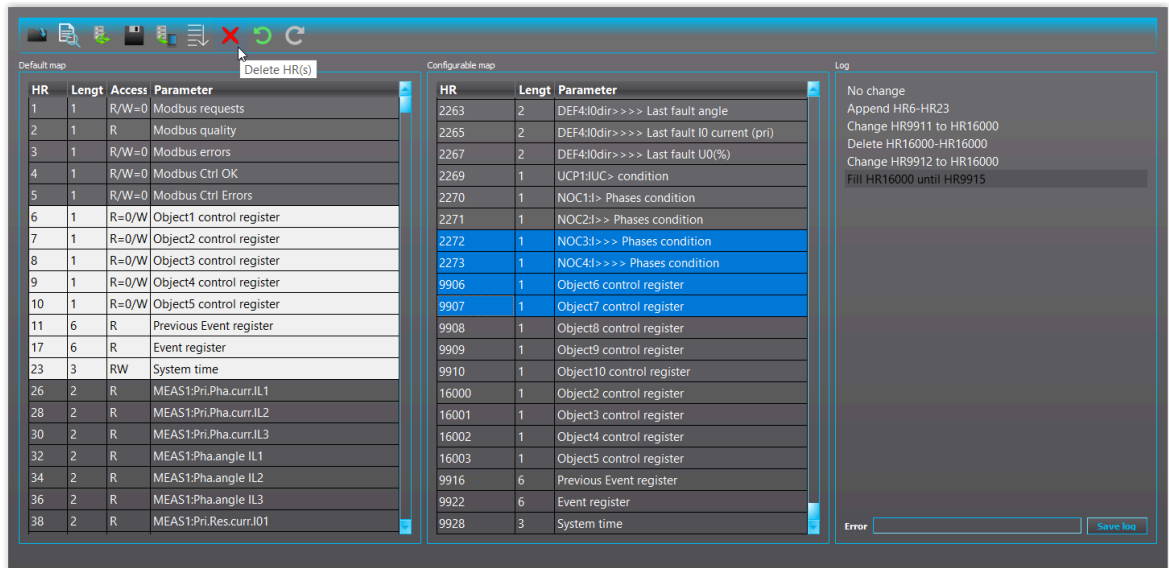 Delete HR(s)
Default map
HR Lengt Access Parameter
1 1 R/W=0 Modbus requests
2 1 R Modbus quality
3 1 R/W=0 Modbus errors
4 1 R/W=0 Modbus Ctrl OK
5 1 R/W=0 Modbus Ctrl Errors
6 1 R=0/W Object1 control register
7 1 R=0/W Object2 control register
8 1 R=0/W Object3 control register
9 1 R=0/W Object4 control register
10 1 R=0/W Object5 control register
11 6 R Previous Event register
17 6 R Event register
23 3 RW System time
26 2 R MEAS1:Pri.Pha.curr.IL1
28 2 R MEAS1:Pri.Pha.curr.IL2
30 2 R MEAS1:Pri.Pha.curr.IL3
32 2 R MEAS1:Pha.angle IL1
34 2 R MEAS1:Pha.angle IL2
36 2 R MEAS1:Pha.angle IL3
38 2 R MEAS1:Pri.Res.curr.I01
Configurable map
HR Lengt Parameter
2263 2 DEF4:I0dir>>>> Last fault angle
2265 2 DEF4:I0dir>>>> Last fault I0 current (pri)
2267 2 DEF4:I0dir>>>> Last fault U0(%)
2269 1 UCP1:IUC> condition
2270 1 NOC1:I> Phases condition
2271 1 NOC2:I>> Phases condition
2272 1 NOC3:I>>> Phases condition
2273 1 NOC4:I>>>> Phases condition
9906 1 Object6 control register
9907 1 Object7 control register
9908 1 Object8 control register
9909 1 Object9 control register
9910 1 Object10 control register
16000 1 Object2 control register
16001 1 Object3 control register
16002 1 Object4 control register
16003 1 Object5 control register
9916 6 Previous Event register
9922 6 Event register
9928 3 System time
Log
No change
Append HR6-HR23
Change HR9911 to HR16000
Delete HR16000-HR16000
Change HR9912 to HR16000
Fill HR16000 until HR9915
Error
Save log